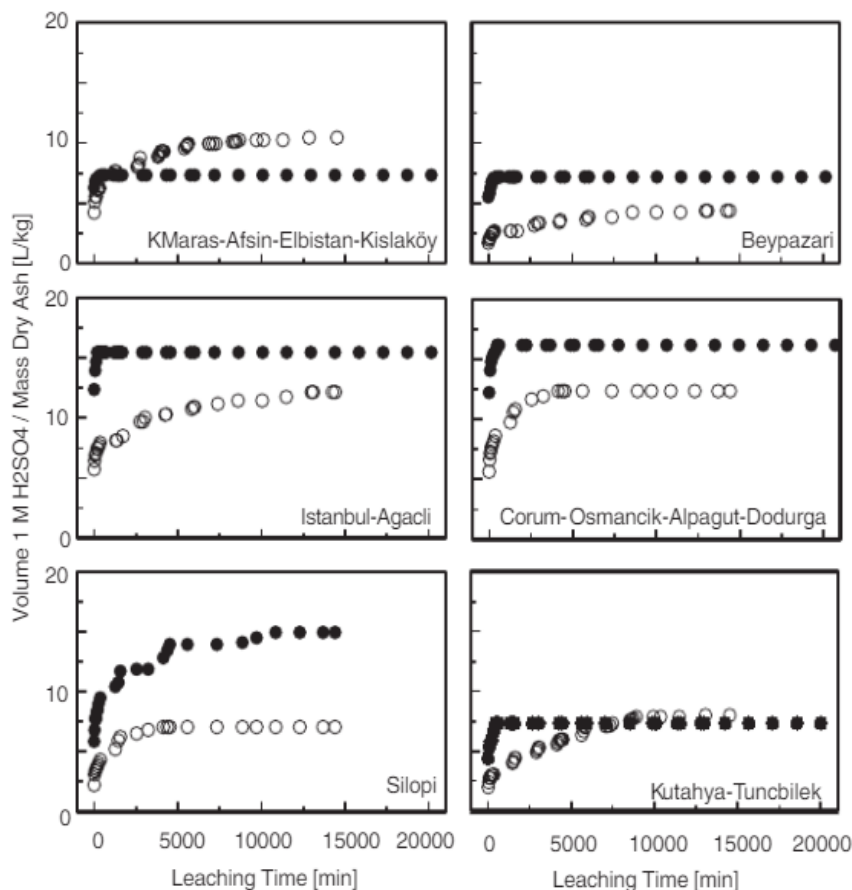 Volume 1 M H2SO4 / Mass Dry Ash [L/kg]
20
10
0
KMaras-Afsin-Elbistan-Kislaköy
Beypazari
20
10
0
Istanbul-Agacli
Corum-Osmancik-Alpagut-Dodurga
20
10
0
Silopi
Kutahya-Tuncbilek
0 5000 10000 15000 20000
0 5000 10000 15000 20000
Leaching Time [min]
Leaching Time [min]